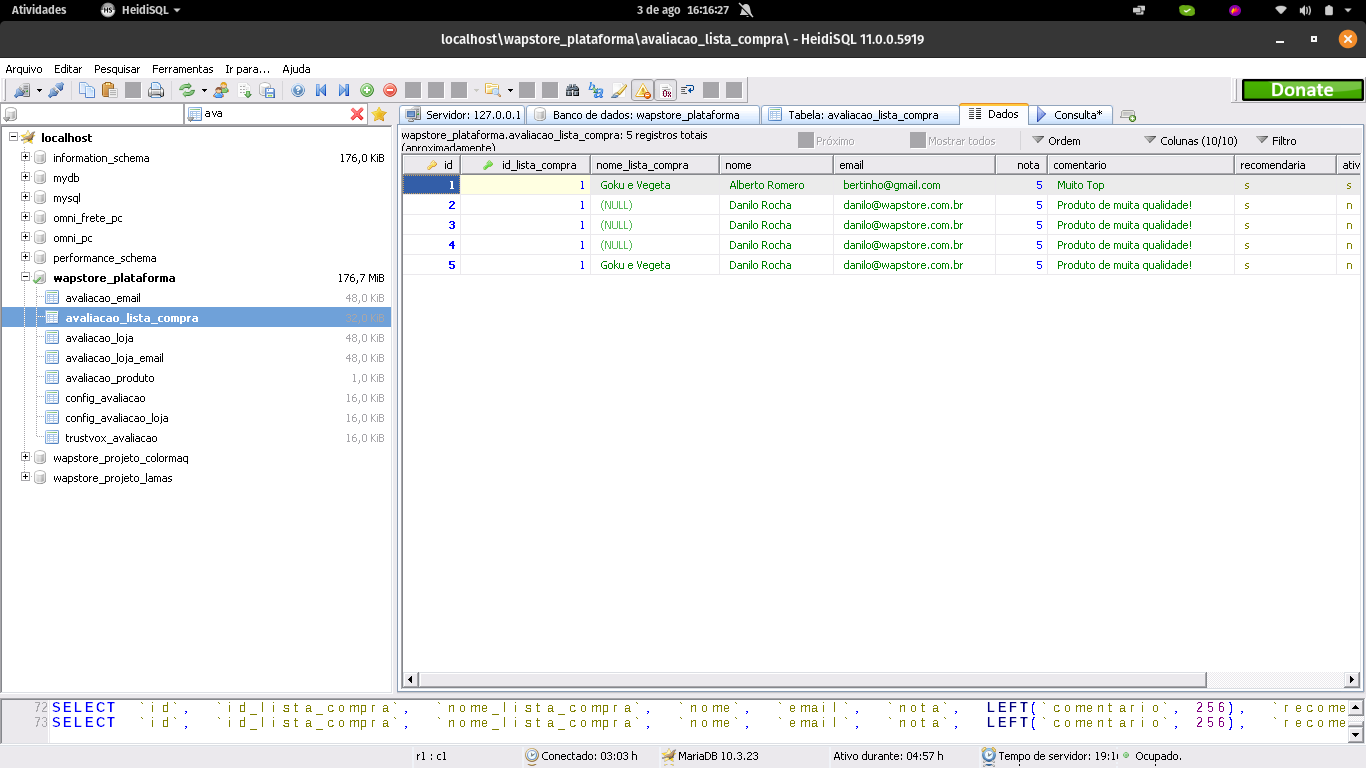 Atividades HeidiSQL 3 de ago 16:16:27
localhost\wapstore_plataforma\avaliacao_lista_compra\ - HeidiSQL 11.0.0.5919
Arquivo Editar Pesquisar Ferramentas Ir para... Ajuda
Donate
ava
Servidor: 127.0.0.1 Banco de dados: wapstore_plataforma Tabela: avaliacao_lista_compra Dados Consulta*
wapstore_plataforma.avaliacao_lista_compra: 5 registros totais
(aproximadamente)
Próximo Mostrar todos Ordem Colunas (10/10) Filtro
localhost
information_schema 176,0 KiB
mydb
mysql
omni_frete_pc
omni_pc
performance_schema
wapstore_plataforma 176,7 MiB
avaliacao_email 48,0 KiB
avaliacao_lista_compra 32,0 KiB
avaliacao_loja 48,0 KiB
avaliacao_loja_email 48,0 KiB
avaliacao_produto 1,0 KiB
config_avaliacao 16,0 KiB
config_avaliacao_loja 16,0 KiB
trustvox_avaliacao 16,0 KiB
wapstore_projeto_colormaq
wapstore_projeto_lamas
id id_lista_compra nome_lista_compra nome email nota comentario recomendaria ativ
1 1 Goku e Vegeta Alberto Romero bertinho@gmail.com 5 Muito Top s s
2 1 (NULL) Danilo Rocha danilo@wapstore.com.br 5 Produto de muita qualidade! s n
3 1 (NULL) Danilo Rocha danilo@wapstore.com.br 5 Produto de muita qualidade! s n
4 1 (NULL) Danilo Rocha danilo@wapstore.com.br 5 Produto de muita qualidade! s n
5 1 Goku e Vegeta Danilo Rocha danilo@wapstore.com.br 5 Produto de muita qualidade! s n
72 SELECT `id`, `id_lista_compra`, `nome_lista_compra`, `nome`, `email`, `nota`, LEFT(`comentario`, 256), `recome
73 SELECT `id`, `id_lista_compra`, `nome_lista_compra`, `nome`, `email`, `nota`, LEFT(`comentario`, 256), `recome
r1 : c1 Conectado: 03:03 h MariaDB 10.3.23 Ativo durante: 04:57 h Tempo de servidor: 19:1 Ocupado.